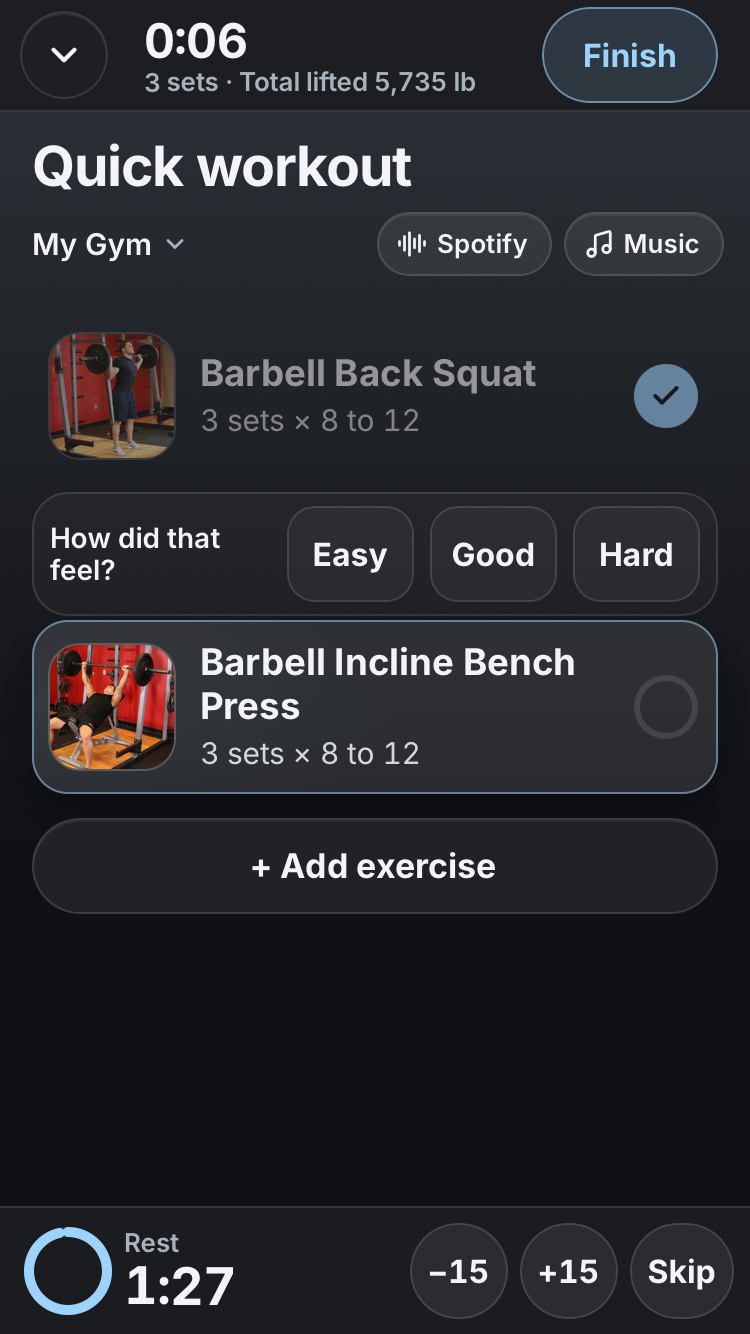 0:06
3 sets · Total lifted 5,735 lb
Finish
Quick workout
My Gym
Spotify
Music
Barbell Back Squat
3 sets × 8 to 12
How did that
feel?
Easy
Good
Hard
Barbell Incline Bench
Press
3 sets × 8 to 12
+ Add exercise
Rest
1:27
−15
+15
Skip